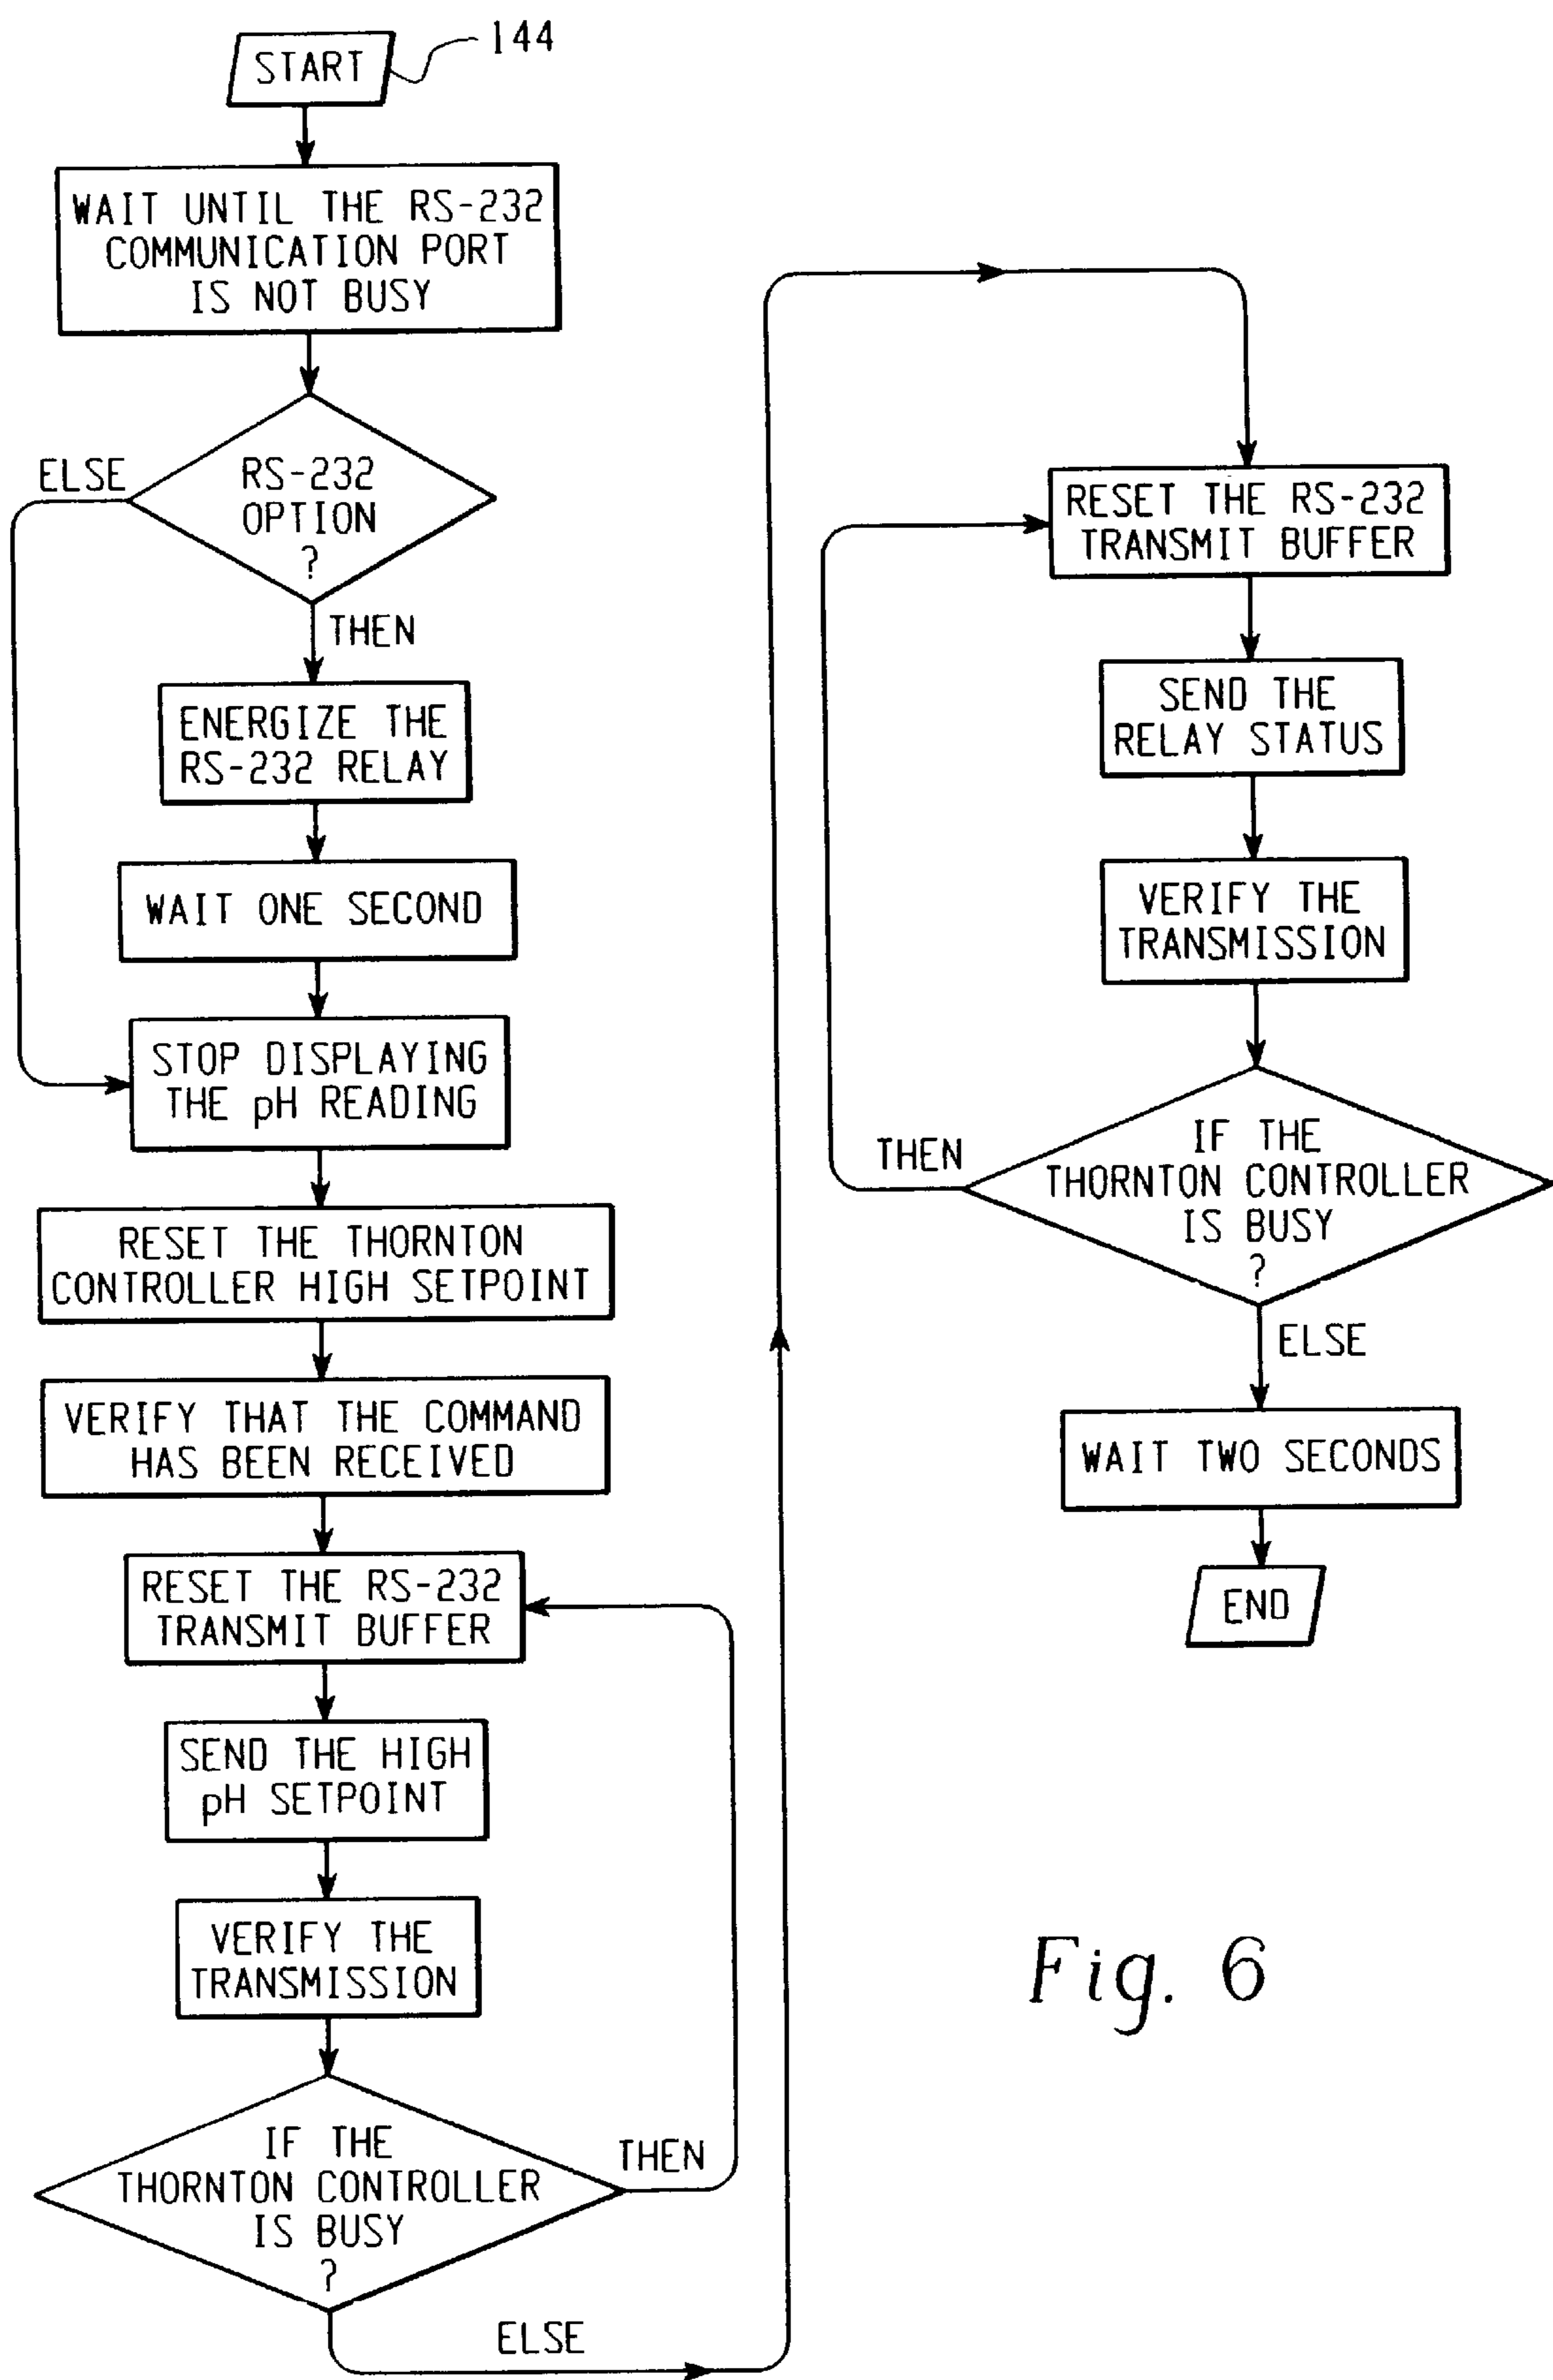 START
144
WAIT UNTIL THE RS-232
COMMUNICATION PORT
IS NOT BUSY
ELSE
RS-232
OPTION
?
THEN
ENERGIZE THE
RS-232 RELAY
WAIT ONE SECOND
STOP DISPLAYING
THE pH READING
RESET THE THORNTON
CONTROLLER HIGH SETPOINT
VERIFY THAT THE COMMAND
HAS BEEN RECEIVED
RESET THE RS-232
TRANSMIT BUFFER
SEND THE HIGH
pH SETPOINT
VERIFY THE
TRANSMISSION
IF THE
THORNTON CONTROLLER
IS BUSY
?
THEN
ELSE
RESET THE RS-232
TRANSMIT BUFFER
SEND THE
RELAY STATUS
VERIFY THE
TRANSMISSION
THEN
IF THE
THORNTON CONTROLLER
IS BUSY
?
ELSE
WAIT TWO SECONDS
END
Fig. 6